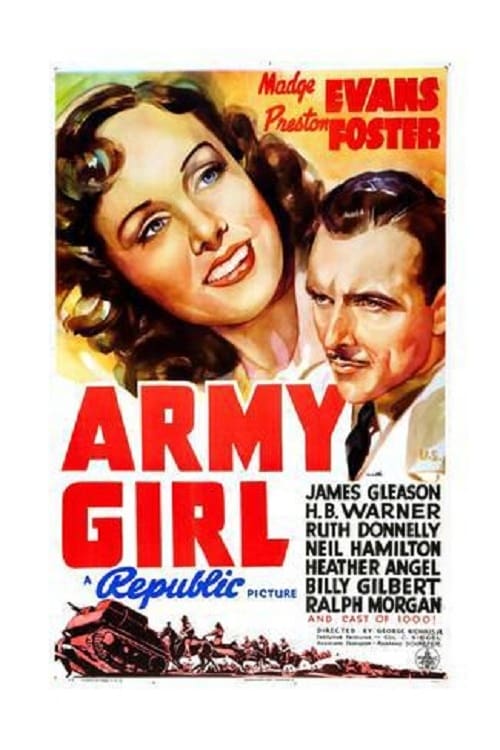 Madge EVANS
Preston FOSTER
U.S.
ARMY
GIRL
A Republic PICTURE
JAMES GLEASON
H.B. WARNER
RUTH DONNELLY
NEIL HAMILTON
HEATHER ANGEL
BILLY GILBERT
RALPH MORGAN
AND CAST OF 1000!
DIRECTED BY GEORGE NICHOLLS JR